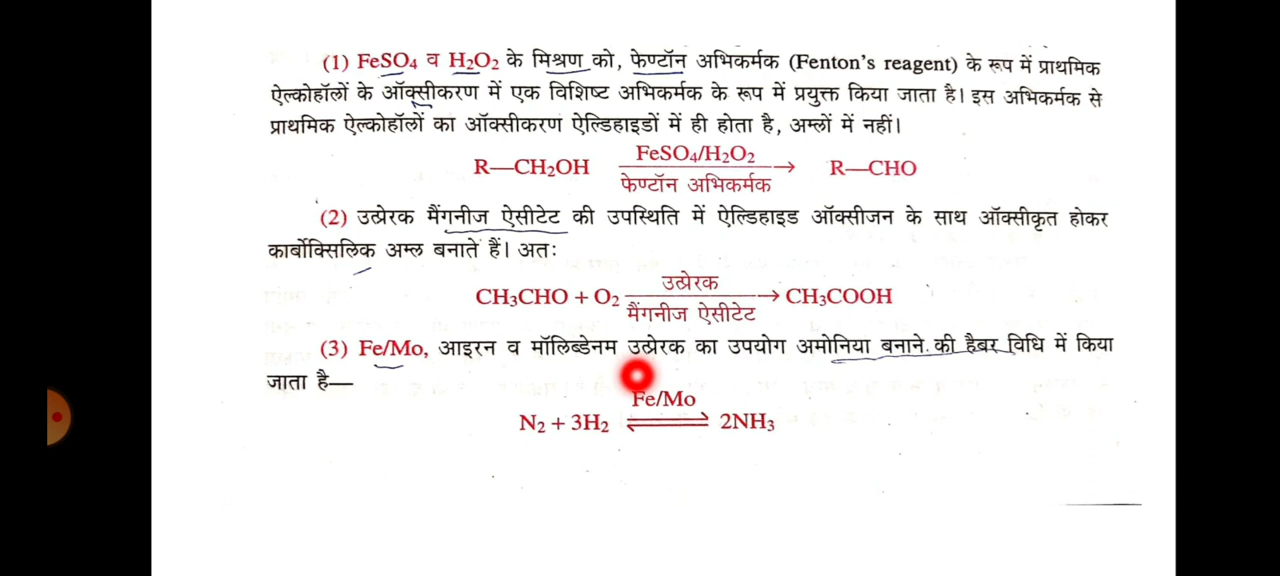 (1) FeSO₄ व H₂O₂ के मिश्रण को, फेण्टॉन अभिकर्मक (Fenton's reagent) के रूप में प्राथमिक
ऐल्कोहॉलों के ऑक्सीकरण में एक विशिष्ट अभिकर्मक के रूप में प्रयुक्त किया जाता है। इस अभिकर्मक से
प्राथमिक ऐल्कोहॉलों का ऑक्सीकरण ऐल्डिहाइडों में ही होता है, अम्लों में नहीं।
FeSO₄/H₂O₂
R—CH₂OH → R—CHO
फेण्टॉन अभिकर्मक
(2) उत्प्रेरक मैंगनीज ऐसीटेट की उपस्थिति में ऐल्डिहाइड ऑक्सीजन के साथ ऑक्सीकृत होकर
कार्बोक्सिलिक अम्ल बनाते हैं। अतः
उत्प्रेरक
CH₃CHO + O₂ → CH₃COOH
मैंगनीज ऐसीटेट
(3) Fe/Mo, आइरन व मॉलिब्डेनम उत्प्रेरक का उपयोग अमोनिया बनाने की हैबर विधि में किया
जाता है—
Fe/Mo
N₂ + 3H₂ ⇌ 2NH₃